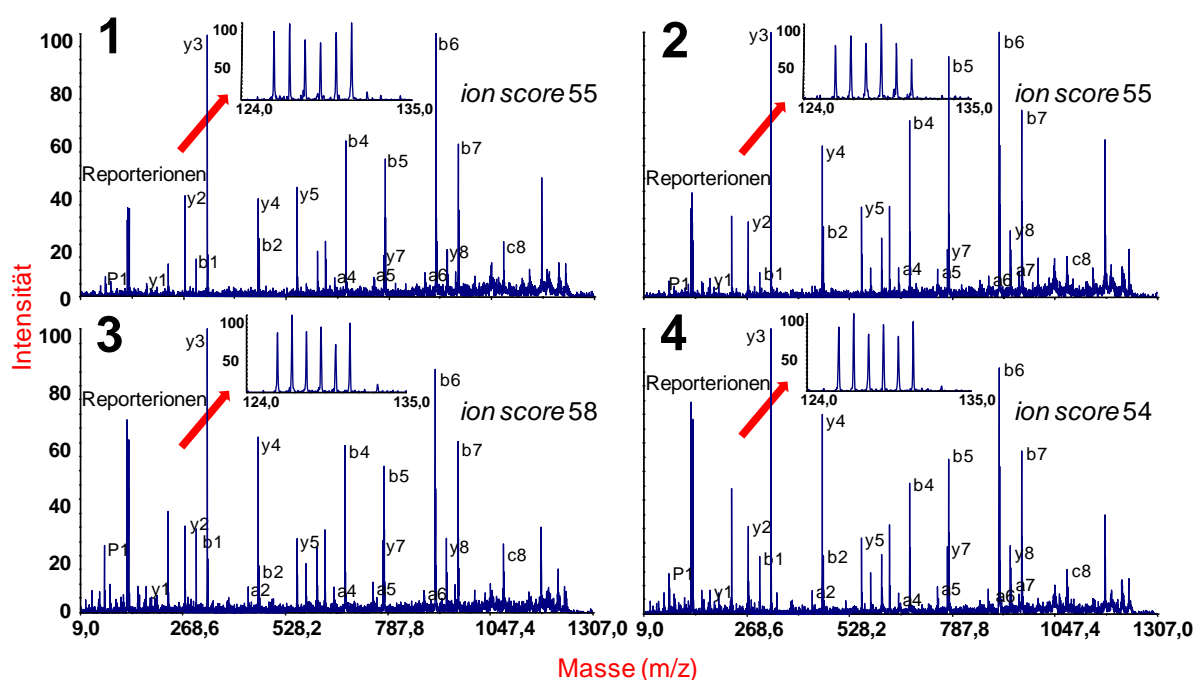 Intensität
1
100
80
60
40
20
0
y3
100
50
124,0
135,0
b6
ion score 55
Reporterionen
y2
y4
y5
b4
b5
b7
P1
y1
b1
b2
a4
a5
y7
a6
y8
c8
2
y3
100
50
124,0
135,0
b6
b5
ion score 55
b4
b7
Reporterionen
y4
P1
y1
y2
b1
b2
y5
a4
a5
y7
a6
y8
a7
c8
3
100
80
60
40
20
0
y3
100
50
124,0
135,0
b6
Reporterionen
ion score 58
y4
b4
b5
b7
P1
y1
y2
b1
a2
b2
y5
a4
a5
y7
a6
y8
c8
9,0
268,6
528,2
787,8
1047,4
1307,0
4
y3
100
50
124,0
135,0
b6
Reporterionen
ion score 54
y4
b4
b5
b7
P1
y1
y2
b1
a2
b2
y5
a4
a5
y7
a6
y8
a7
c8
9,0
268,6
528,2
787,8
1047,4
1307,0
Masse (m/z)